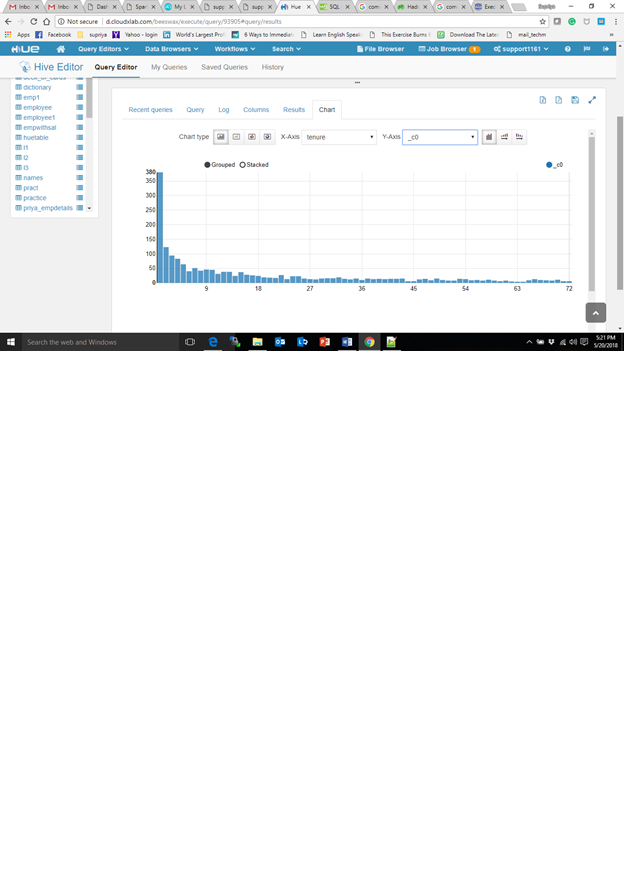 Inbo Inbo Dash Spar My L supp supp Hue SQL com Had com Exec Supriya
Not secure d.cloudxlab.com/beeswax/execute/query/93905#query/results
Apps Facebook supriya Yahoo - login World's Largest Prof 6 Ways to Immediat Learn English Speak This Exercise Burns Download The Lates mail_techm
HUE Query Editors Data Browsers Workflows Search File Browser Job Browser 1 support1161
Hive Editor Query Editor My Queries Saved Queries History
deck_of_cards
dictionary
emp1
employee
employee1
empwithsal
huetable
names
pract
practice
priya_empdetails
Recent queries Query Log Columns Results Chart
Chart type X-Axis tenure Y-Axis _c0
Grouped Stacked _c0
380
350
300
250
200
150
100
50
0
9 18 27 36 45 54 63 72
Search the web and Windows
5:21 PM
5/20/2018